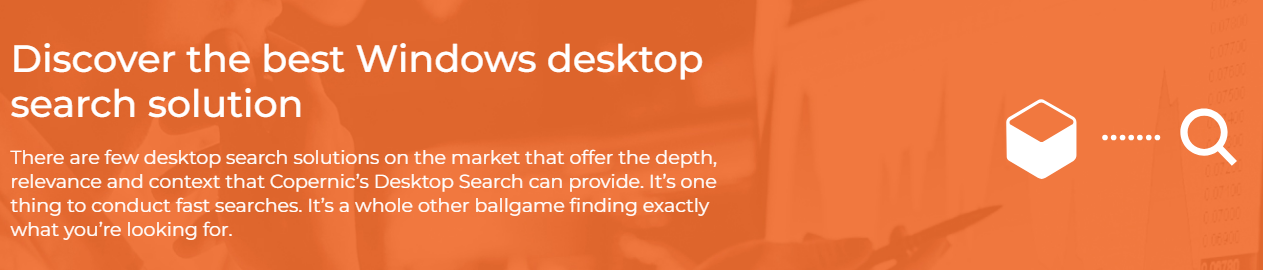 Discover the best Windows desktop
search solution
There are few desktop search solutions on the market that offer the depth,
relevance and context that Copernic’s Desktop Search can provide. It’s one
thing to conduct fast searches. It’s a whole other ballgame finding exactly
what you’re looking for.